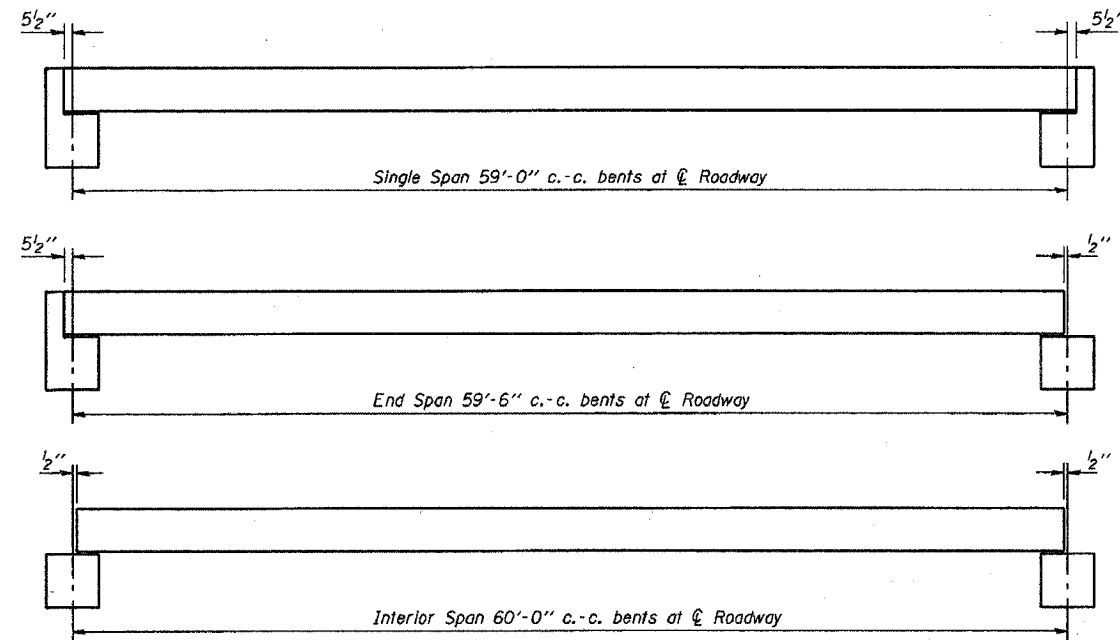 5½" 5½"
Single Span 59'-0" c.-c. bents at ℄ Roadway
5½" ½"
End Span 59'-6" c.-c. bents at ℄ Roadway
½" ½"
Interior Span 60'-0" c.-c. bents at ℄ Roadway